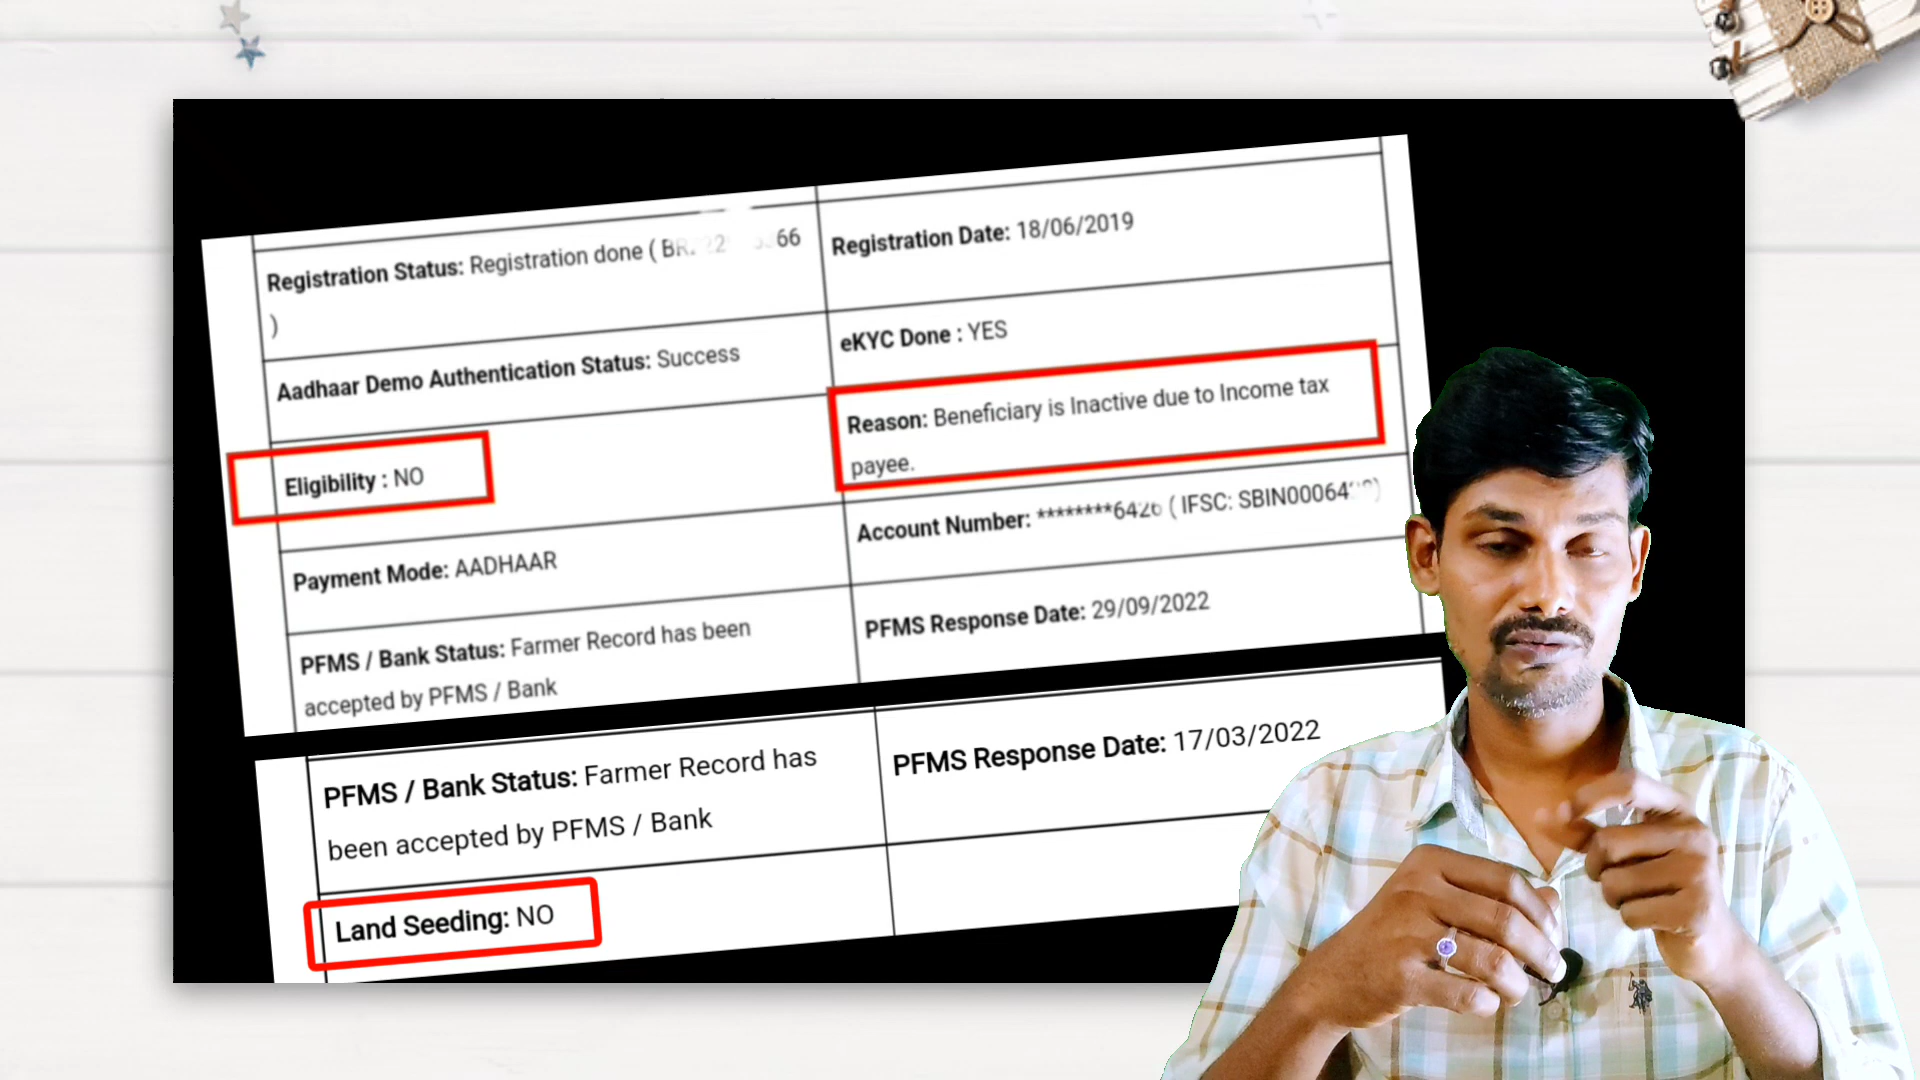 Registration Status: Registration done ( BR 66
)
Registration Date: 18/06/2019
Aadhaar Demo Authentication Status: Success
eKYC Done : YES
Eligibility : NO
Reason: Beneficiary is Inactive due to Income tax
payee.
Payment Mode: AADHAAR
Account Number: ********6426 ( IFSC: SBIN00064
PFMS / Bank Status: Farmer Record has been
accepted by PFMS / Bank
PFMS Response Date: 29/09/2022
PFMS / Bank Status: Farmer Record has
been accepted by PFMS / Bank
PFMS Response Date: 17/03/2022
Land Seeding: NO